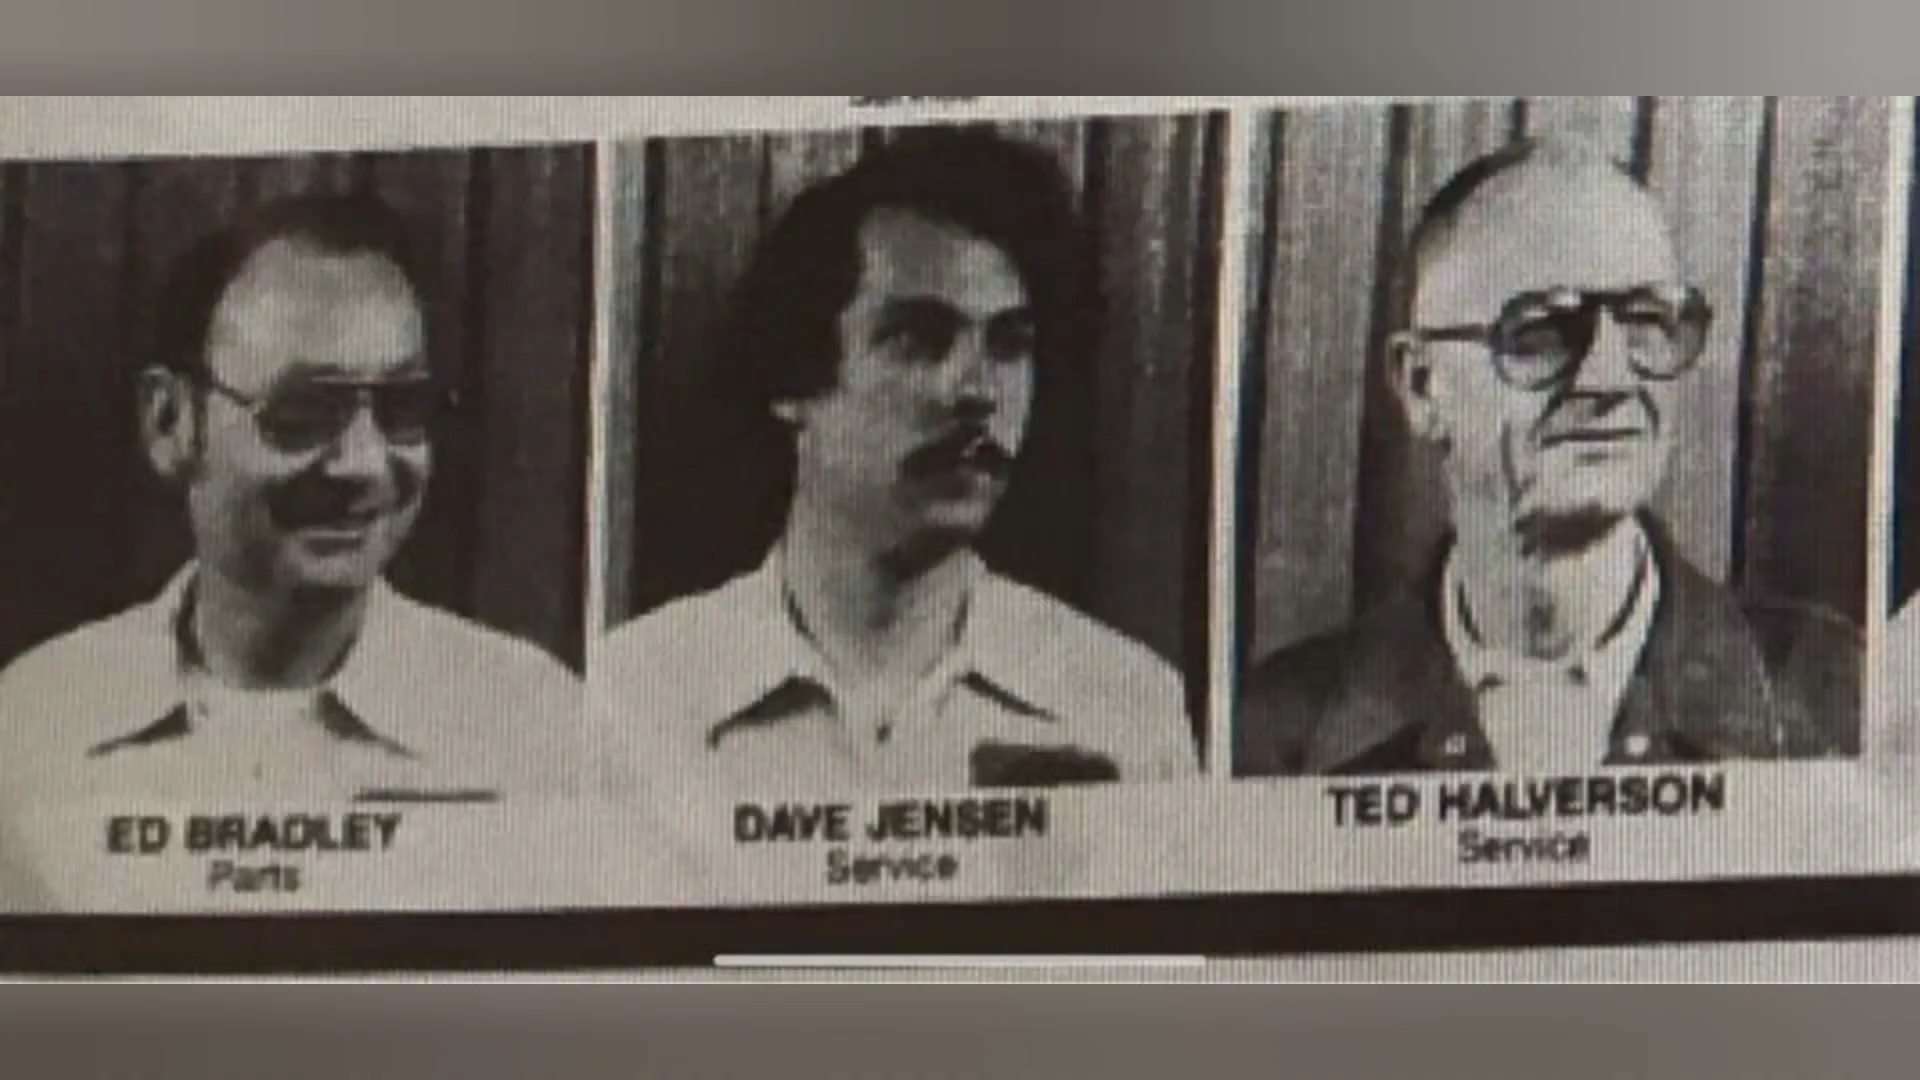 ED BRADLEY
Parts
DAVE JENSEN
Service
TED HALVERSON
Service